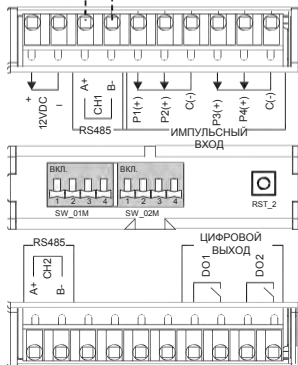 +
12VDC
–
A+
CH1
B-
RS485
P1(+)
P2(+)
C(-)
P3(+)
P4(+)
C(-)
ИМПУЛЬСНЫЙ
ВХОД
ВКЛ.
1 2 3 4
SW_01M
ВКЛ.
1 2 3 4
SW_02M
RST_2
RS485
A+
CH2
B-
ЦИФРОВОЙ
ВЫХОД
DO1
DO2